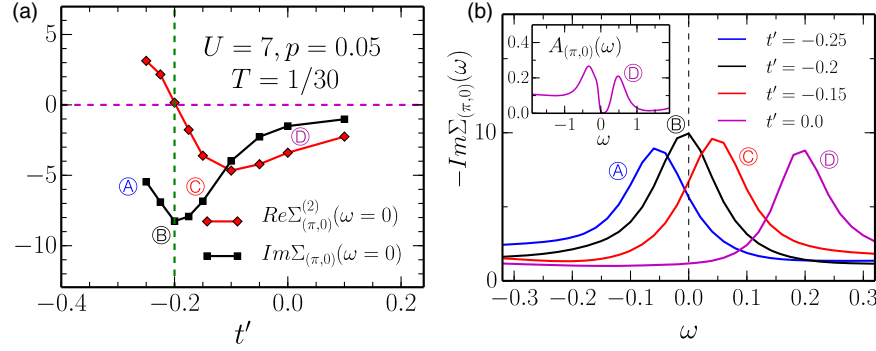 (a)
U = 7, p = 0.05
T = 1/30
5
0
−5
−10
Ⓐ
Ⓑ
Ⓒ
Ⓓ
ReΣ^{(2)}_{(π,0)}(ω = 0)
ImΣ_{(π,0)}(ω = 0)
−0.4 −0.2 0.0 0.2
t′
(b)
−ImΣ_{(π,0)}(ω)
10
0
0.4
0.2
0.0
A_{(π,0)}(ω)
Ⓓ
−1 0 1
ω
t′ = −0.25
t′ = −0.2
t′ = −0.15
t′ = 0.0
Ⓐ
Ⓑ
Ⓒ
Ⓓ
−0.3 −0.2 −0.1 0.0 0.1 0.2 0.3
ω